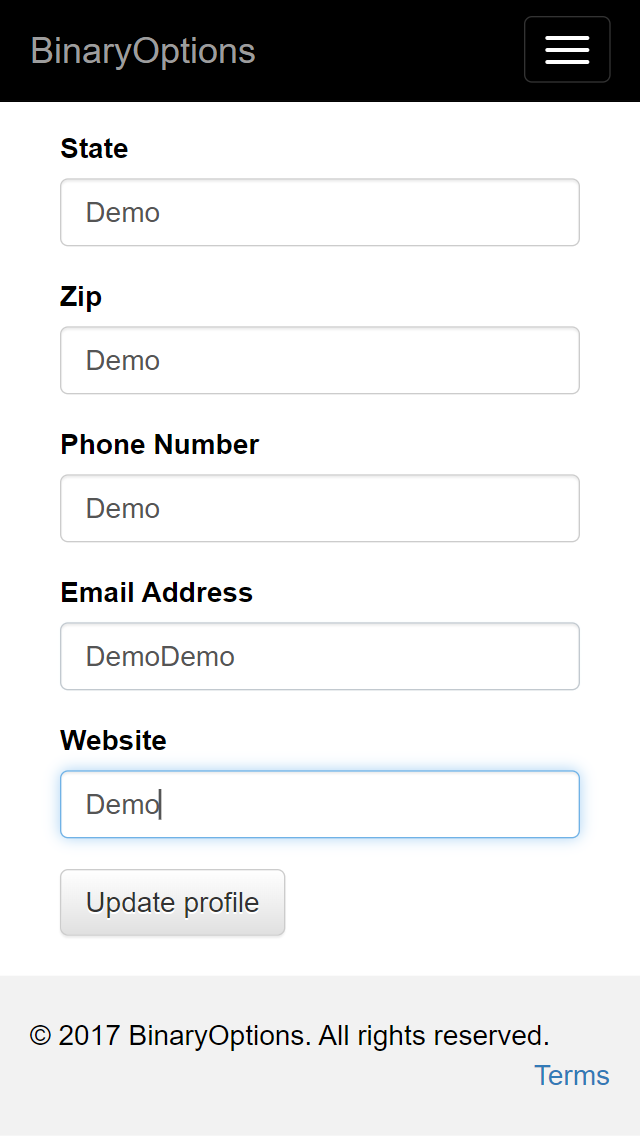 BinaryOptions
State
Demo
Zip
Demo
Phone Number
Demo
Email Address
DemoDemo
Website
Demo
Update profile
© 2017 BinaryOptions. All rights reserved.
Terms